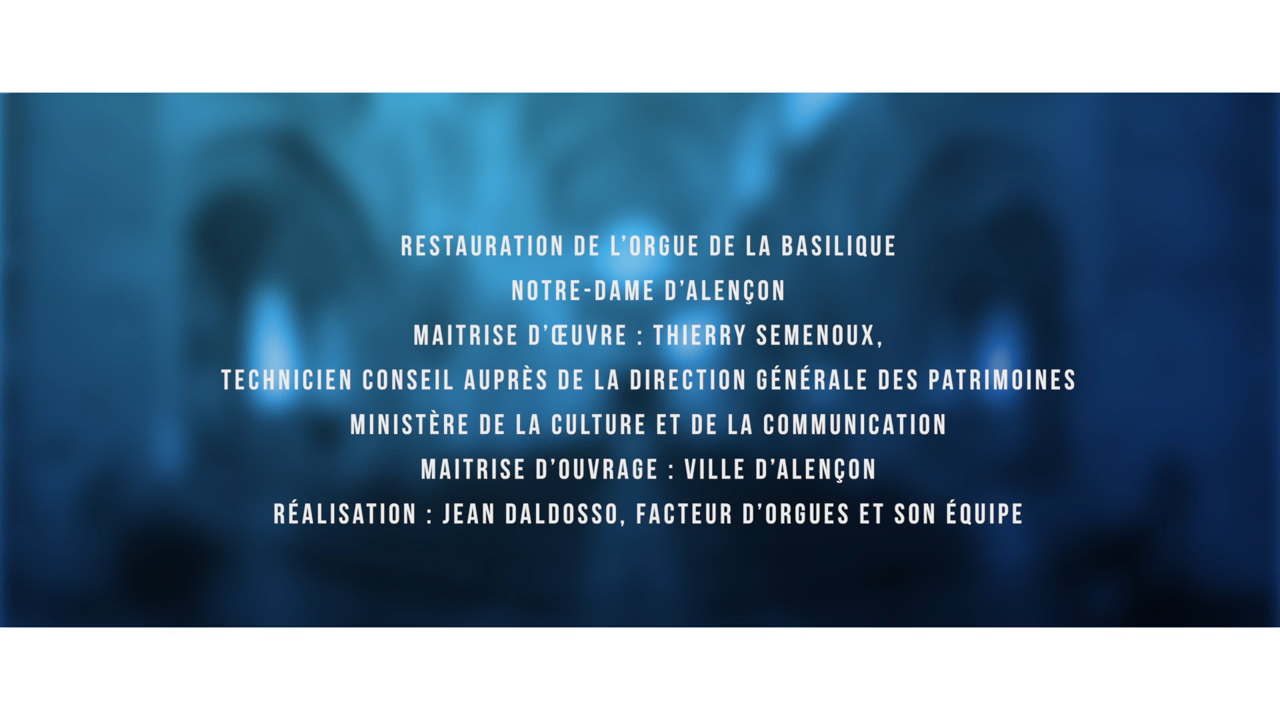 RESTAURATION DE L’ORGUE DE LA BASILIQUE
NOTRE-DAME D’ALENÇON
MAITRISE D’ŒUVRE : THIERRY SEMENOUX,
TECHNICIEN CONSEIL AUPRÈS DE LA DIRECTION GÉNÉRALE DES PATRIMOINES
MINISTÈRE DE LA CULTURE ET DE LA COMMUNICATION
MAITRISE D’OUVRAGE : VILLE D’ALENÇON
RÉALISATION : JEAN DALDOSSO, FACTEUR D’ORGUES ET SON ÉQUIPE